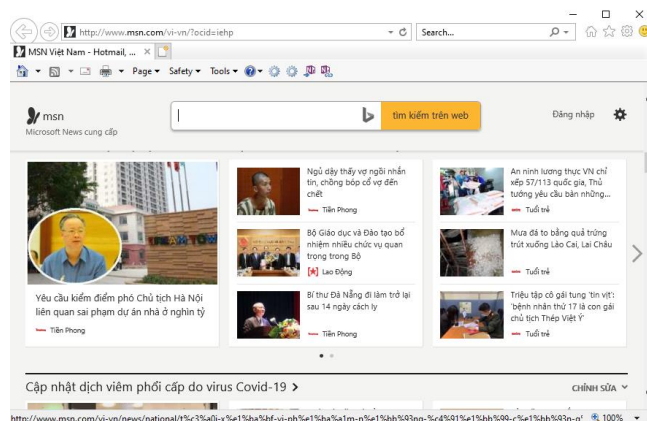 http://www.msn.com/vi-vn/?ocid=iehp
Search...
MSN Việt Nam - Hotmail, ...
Page
Safety
Tools
msn
Microsoft News cung cấp
tìm kiếm trên web
Đăng nhập
Yêu cầu kiểm điểm phó Chủ tịch Hà Nội
liên quan sai phạm dự án nhà ở nghìn tỷ
Tiền Phong
Ngủ dậy thấy vợ ngồi nhắn
tin, chồng bóp cổ vợ đến
chết
Tiền Phong
Bộ Giáo dục và Đào tạo bổ
nhiệm nhiều chức vụ quan
trọng trong Bộ
Lao Động
Bí thư Đà Nẵng đi làm trở lại
sau 14 ngày cách ly
Tiền Phong
An ninh lương thực VN chỉ
xếp 57/113 quốc gia, Thủ
tướng yêu cầu bán những...
Tuổi trẻ
Mưa đá to bằng quả trứng
trút xuống Lào Cai, Lai Châu
Tuổi trẻ
Triệu tập cô gái tung 'tin vịt':
'bệnh nhân thứ 17 là con gái
chủ tịch Thép Việt Ý'
Tuổi trẻ
Cập nhật dịch viêm phổi cấp do virus Covid-19
CHỈNH SỬA
100%